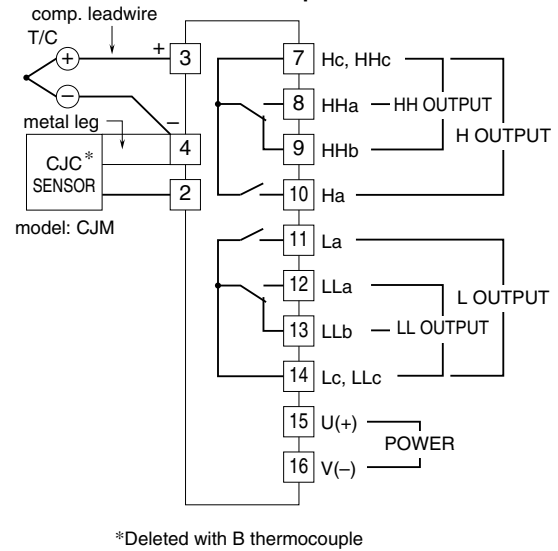 comp. leadwire
T/C
+
+
3
−
−
metal leg
4
CJC*
SENSOR
2
model: CJM
7 Hc, HHc
8 HHa HH OUTPUT
9 HHb
H OUTPUT
10 Ha
11 La
12 LLa
L OUTPUT
13 LLb LL OUTPUT
14 Lc, LLc
15 U(+)
POWER
16 V(–)
*Deleted with B thermocouple